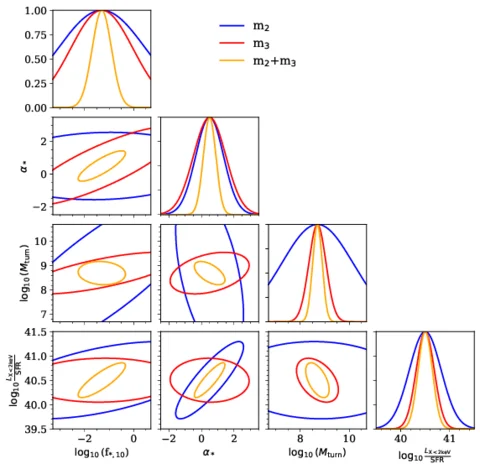 1.00
0.75
0.50
0.25
0.00
m₂
m₃
m₂+m₃
α⋆
2
0
−2
log₁₀(Mₜᵤᵣₙ)
10
9
8
7
log₁₀ L_X<2keV/SFR
41.5
41.0
40.5
40.0
39.5
−2 0
−2 0 2
8 10
40 41
log₁₀(f⋆,₁₀)
α⋆
log₁₀(Mₜᵤᵣₙ)
log₁₀ L_X<2keV/SFR